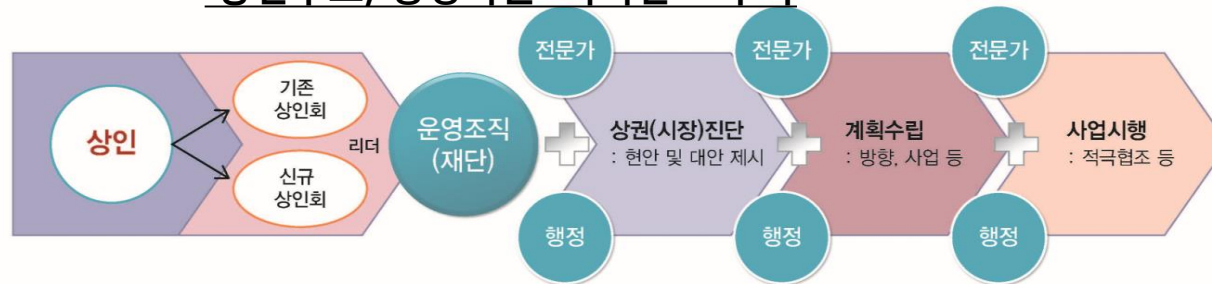 상인
기존
상인회
신규
상인회
리더
운영조직
(재단)
전문가
행정
상권(시장)진단
: 현안 및 대안 제시
전문가
행정
계획수립
: 방향, 사업 등
전문가
행정
사업시행
: 적극협조 등